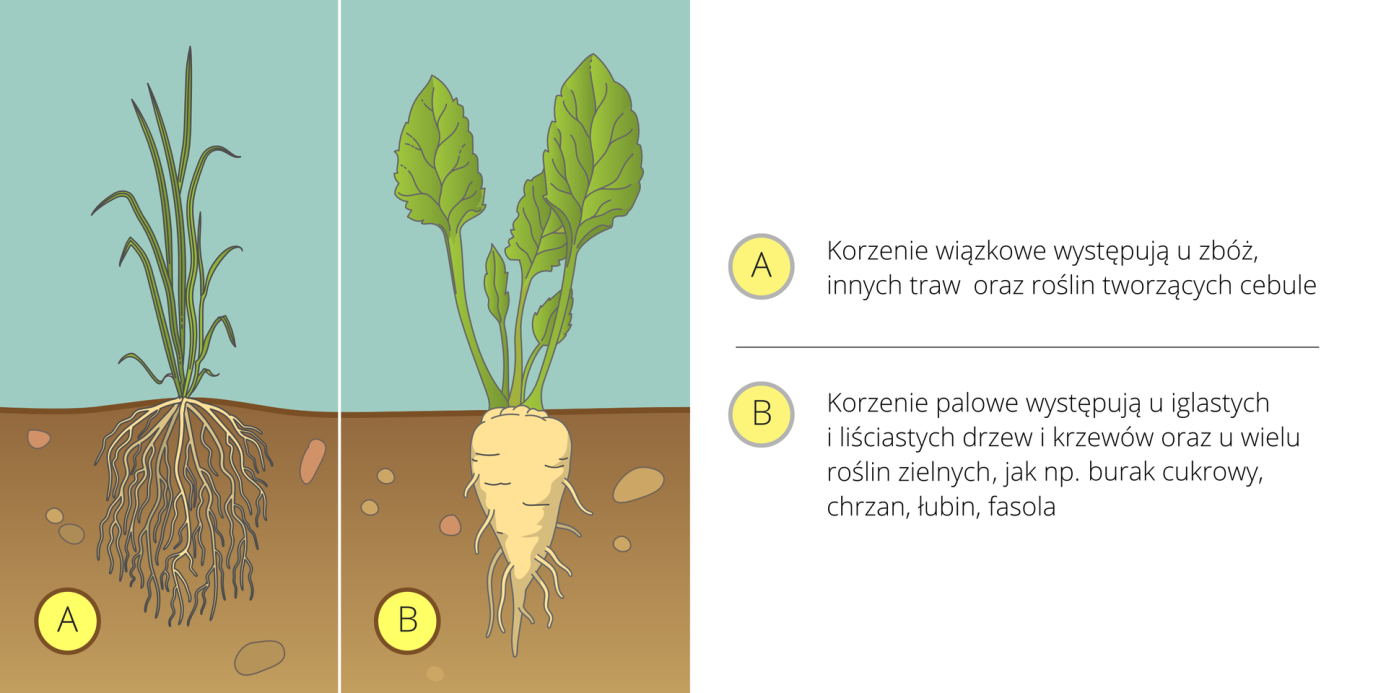 A
B
A
Korzenie wiązkowe występują u zbóż,
innych traw oraz roślin tworzących cebule
B
Korzenie palowe występują u iglastych
i liściastych drzew i krzewów oraz u wielu
roślin zielnych, jak np. burak cukrowy,
chrzan, łubin, fasola